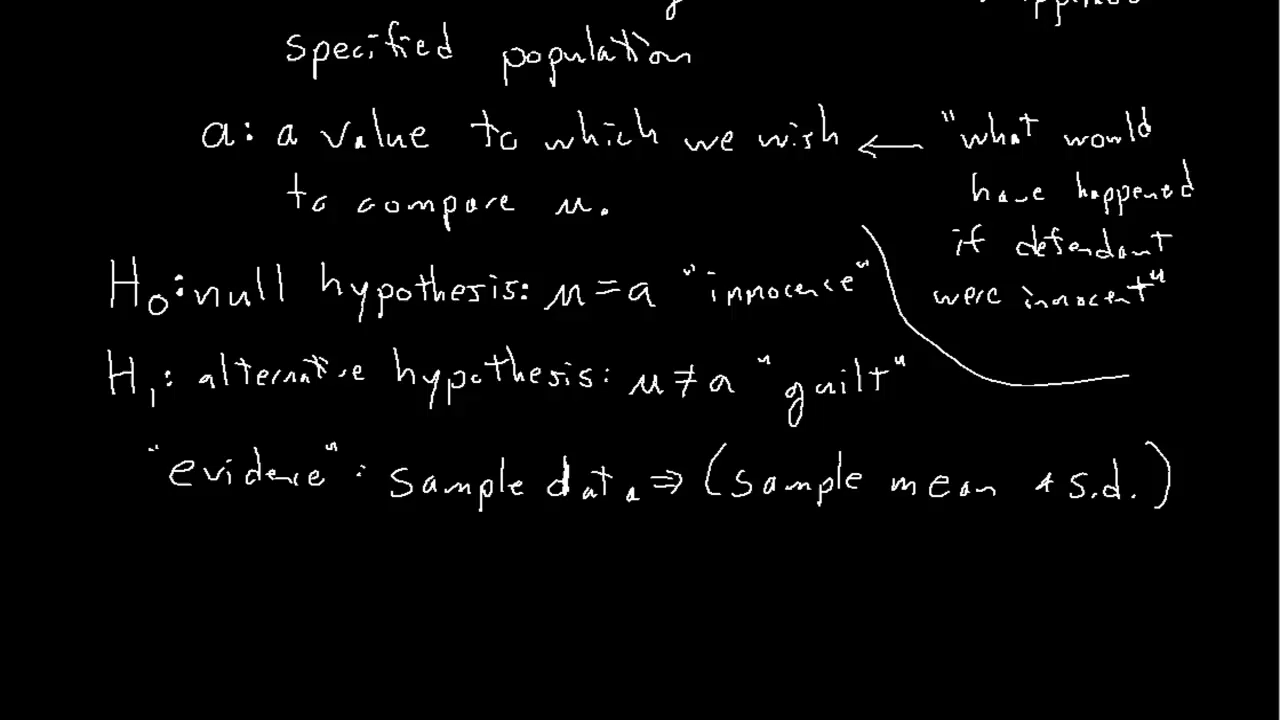 specified population
a: a value to which we wish ← "what would
to compare μ. have happened
if defendant
H₀: null hypothesis: μ = a "innocence" were innocent"
H₁: alternative hypothesis: μ ≠ a "guilt"
"evidence": sample data ⇒ (sample mean + s.d.)